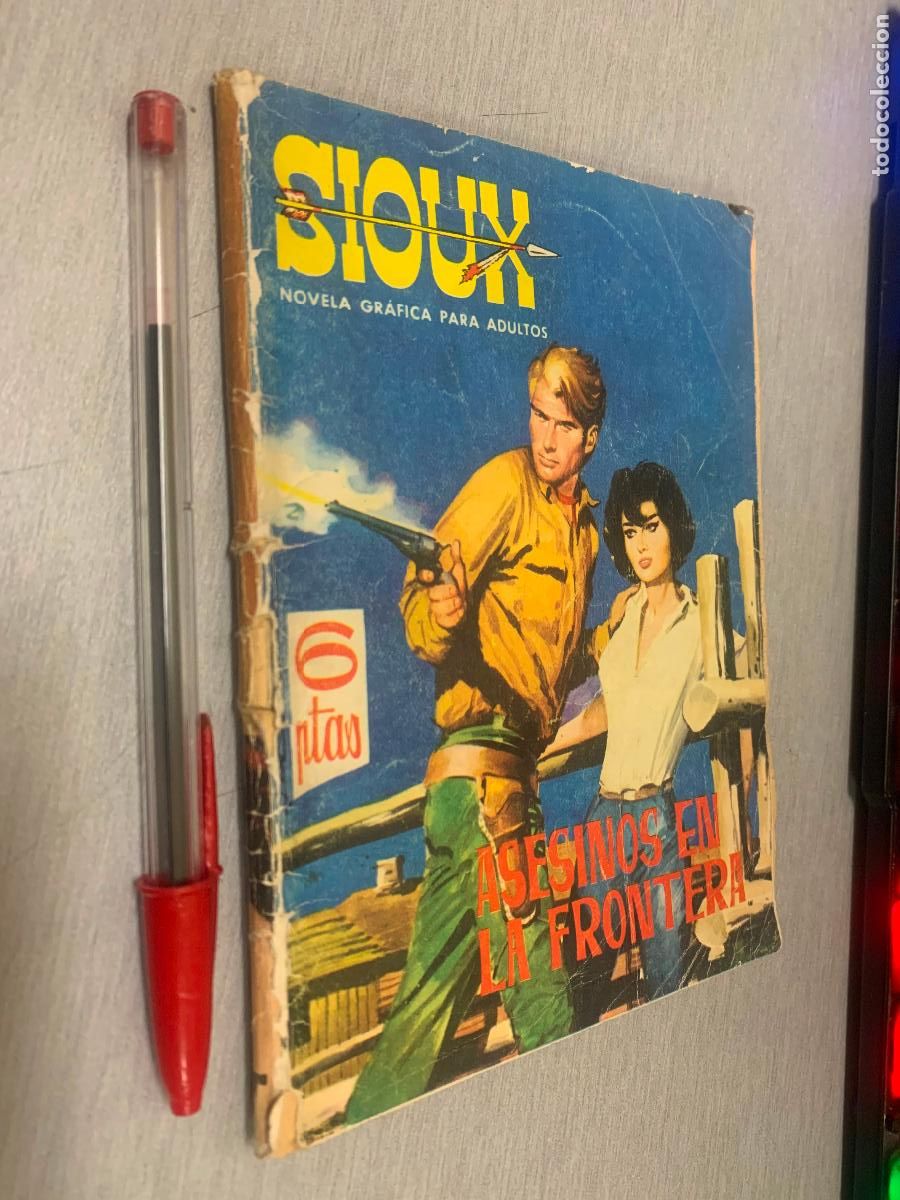 SIOUX
NOVELA GRÁFICA PARA ADULTOS
6
ptas
ASESINOS EN
LA FRONTERA
todocoleccion